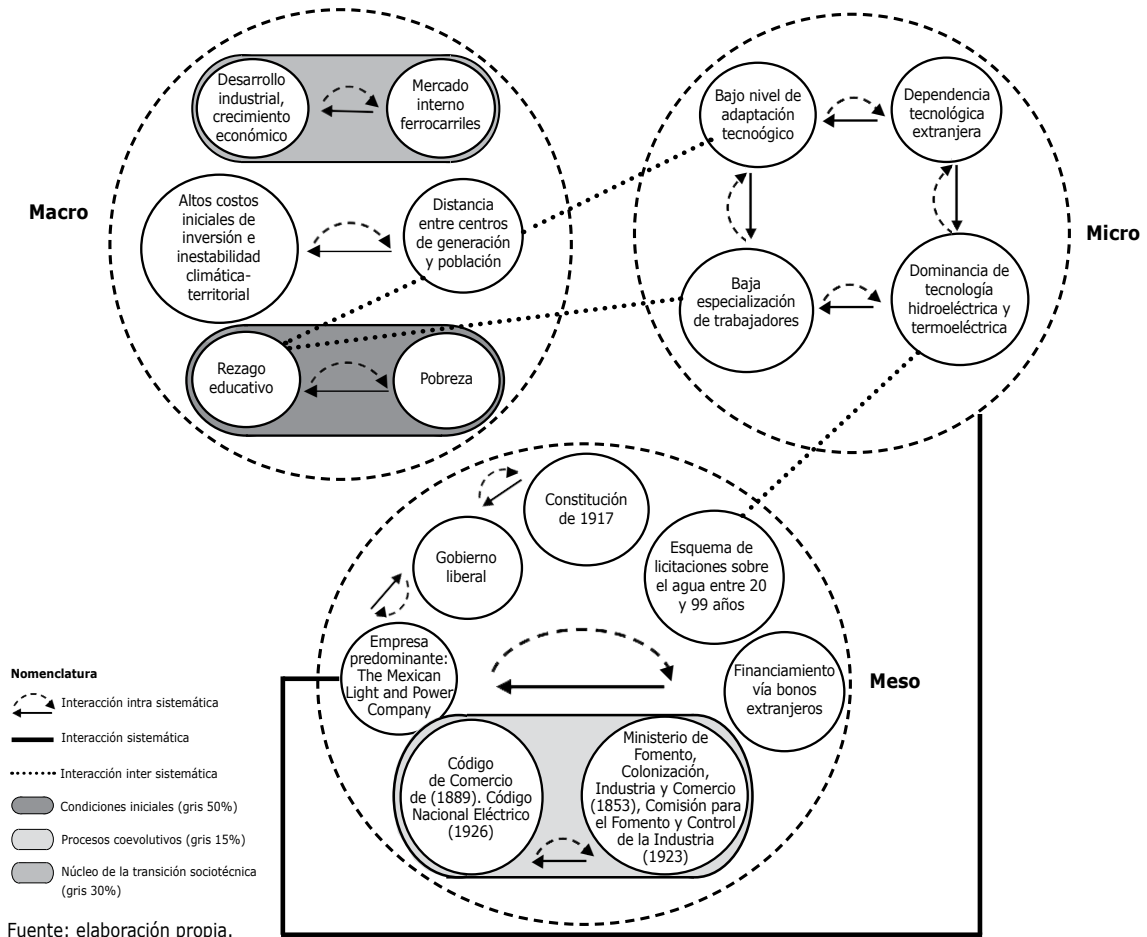 Macro
Desarrollo
industrial,
crecimiento
económico
Mercado
interno
ferrocarriles
Altos costos
iniciales de
inversión e
inestabilidad
climática-
territorial
Distancia
entre centros
de generación
y población
Rezago
educativo
Pobreza
Micro
Bajo nivel de
adaptación
tecnoógico
Dependencia
tecnológica
extranjera
Baja
especialización
de trabajadores
Dominancia de
tecnología
hidroeléctrica y
termoeléctrica
Meso
Constitución
de 1917
Gobierno
liberal
Esquema de
licitaciones sobre
el agua entre 20
y 99 años
Empresa
predominante:
The Mexican
Light and Power
Company
Financiamiento
vía bonos
extranjeros
Código
de Comercio
de (1889). Código
Nacional Eléctrico
(1926)
Ministerio de
Fomento,
Colonización,
Industria y Comercio
(1853), Comisión para
el Fomento y Control
de la Industria
(1923)
Nomenclatura
Interacción intra sistemática
Interacción sistemática
Interacción inter sistemática
Condiciones iniciales (gris 50%)
Procesos coevolutivos (gris 15%)
Núcleo de la transición sociotécnica
(gris 30%)
Fuente: elaboración propia.